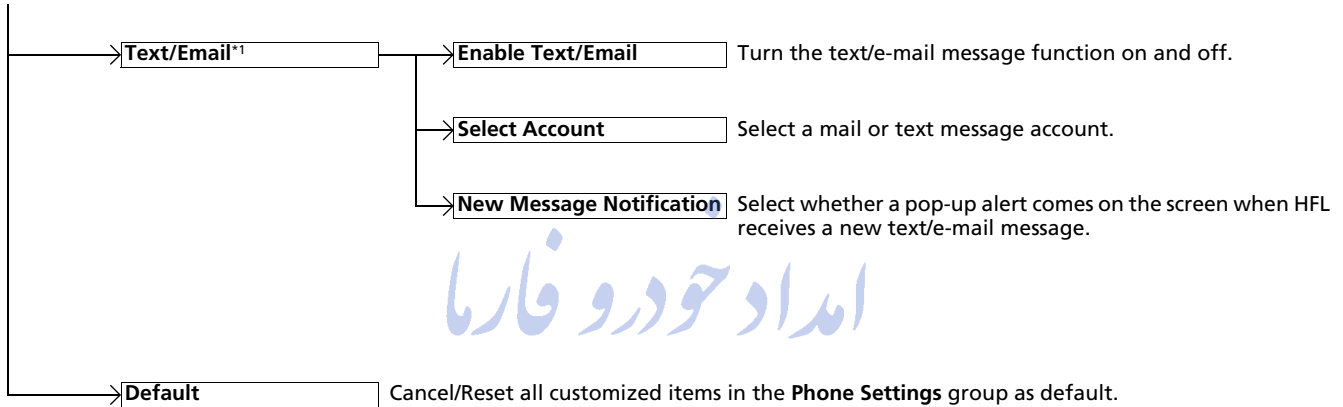 Text/Email*1
Enable Text/Email Turn the text/e-mail message function on and off.
Select Account Select a mail or text message account.
New Message Notification Select whether a pop-up alert comes on the screen when HFL
receives a new text/e-mail message.
امداد خودرو فارما
Default Cancel/Reset all customized items in the Phone Settings group as default.